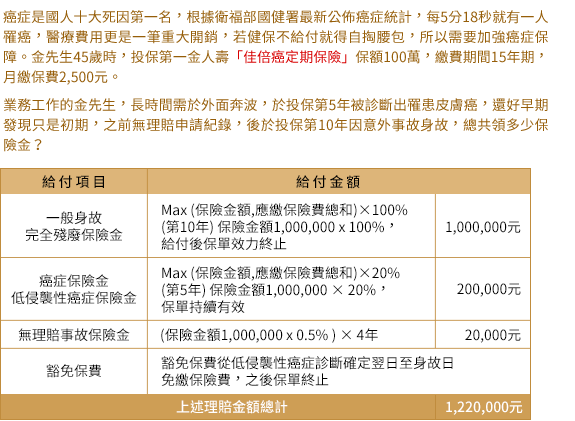 癌症是國人十大死因第一名，根據衛福部國健署最新公佈癌症統計，每5分18秒就有一人
罹癌，醫療費用更是一筆重大開銷，若健保不給付就得自掏腰包，所以需要加強癌症保
障。金先生45歲時，投保第一金人壽「佳倍癌定期保險」保額100萬，繳費期間15年期，
月繳保費2,500元。
業務工作的金先生，長時間需於外面奔波，於投保第5年被診斷出罹患皮膚癌，還好早期
發現只是初期，之前無理賠申請紀錄，後於投保第10年因意外事故身故，總共領多少保
險金？
給付項目 給付金額
一般身故
完全殘廢保險金
Max (保險金額,應繳保險費總和)×100%
(第10年) 保險金額1,000,000 x 100%，
給付後保單效力終止
1,000,000元
癌症保險金
低侵襲性癌症保險金
Max (保險金額,應繳保險費總和)×20%
(第5年) 保險金額1,000,000 × 20%，
保單持續有效
200,000元
無理賠事故保險金 (保險金額1,000,000 x 0.5% ) × 4年 20,000元
豁免保費
豁免保費從低侵襲性癌症診斷確定翌日至身故日
免繳保險費，之後保單終止
上述理賠金額總計 1,220,000元